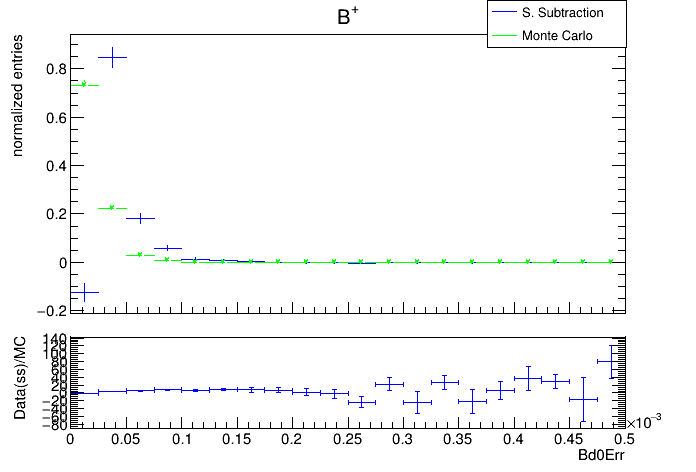 B+
S. Subtraction
Monte Carlo
normalized entries
0.8
0.6
0.4
0.2
0
−0.2
Data(ss)/MC
140
120
100
80
60
40
20
0
−20
−40
−60
−80
0 0.05 0.1 0.15 0.2 0.25 0.3 0.35 0.4 0.45 0.5
×10⁻³
Bd0Err